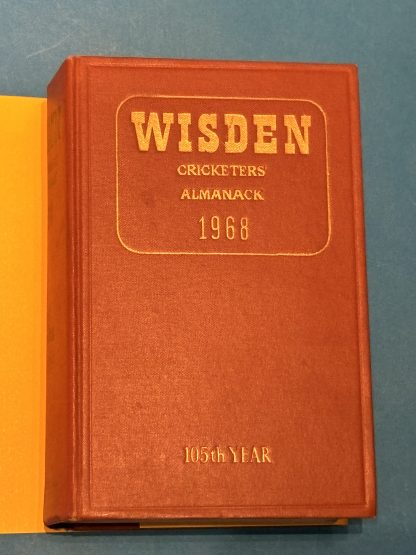 WISDEN
CRICKETERS'
ALMANACK
1968
105th YEAR